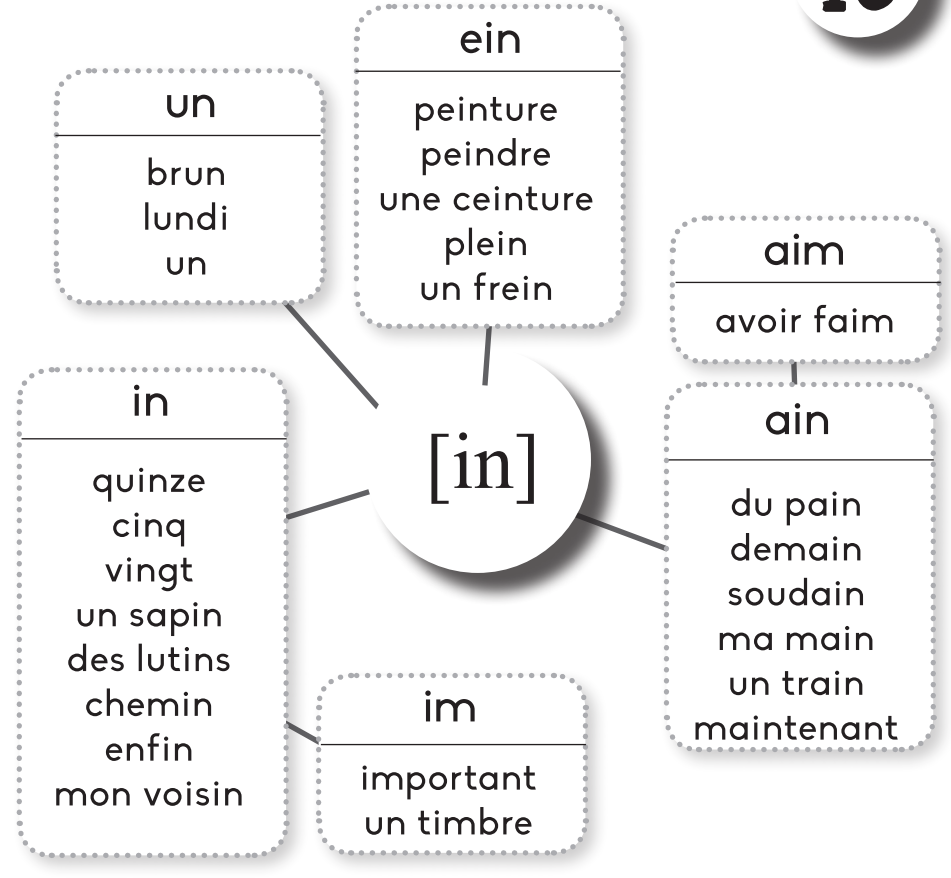 ein
peinture
peindre
une ceinture
plein
un frein
un
brun
lundi
un
aim
avoir faim
in
quinze
cinq
vingt
un sapin
des lutins
chemin
enfin
mon voisin
[in]
ain
du pain
demain
soudain
ma main
un train
maintenant
im
important
un timbre